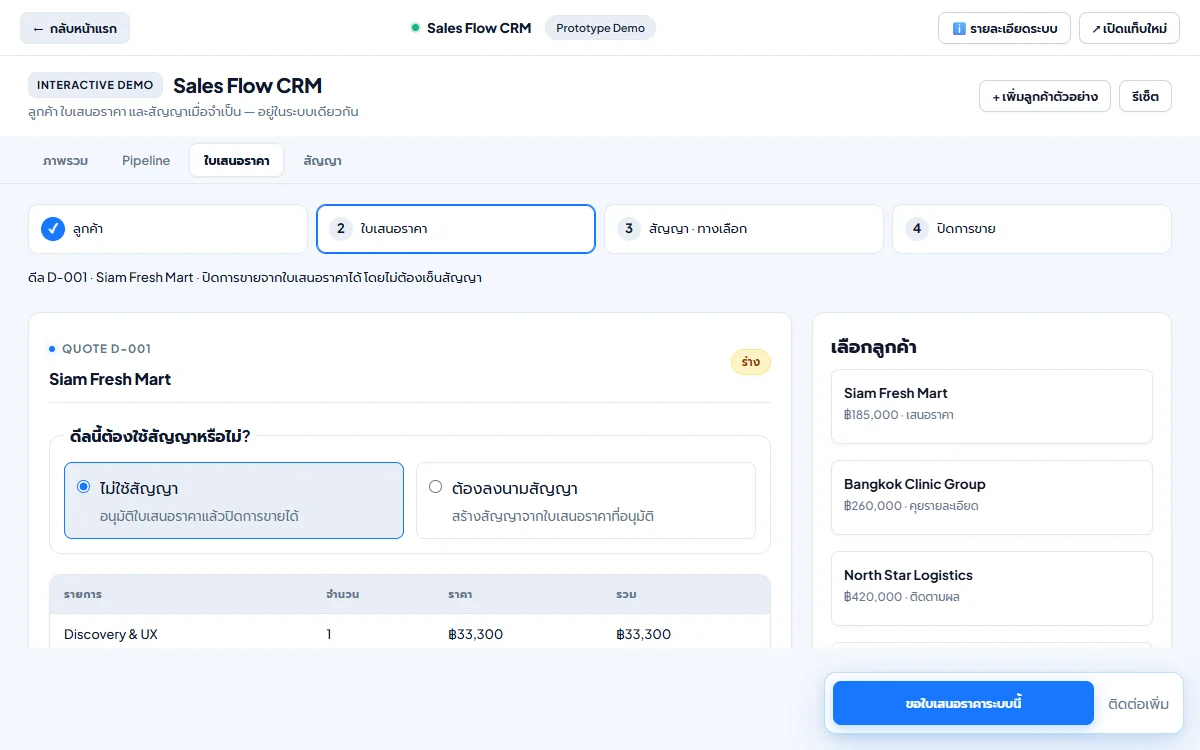 ← กลับหน้าแรก
Sales Flow CRM
Prototype Demo
ℹ️ รายละเอียดระบบ
↗ เปิดแท็บใหม่
INTERACTIVE DEMO
Sales Flow CRM
ลูกค้า ใบเสนอราคา และสัญญาเมื่อจำเป็น — อยู่ในระบบเดียวกัน
+ เพิ่มลูกค้าตัวอย่าง
รีเซ็ต
ภาพรวม
Pipeline
ใบเสนอราคา
สัญญา
✓ ลูกค้า
2 ใบเสนอราคา
3 สัญญา · ทางเลือก
4 ปิดการขาย
ดีล D-001 · Siam Fresh Mart · ปิดการขายจากใบเสนอราคาได้ โดยไม่ต้องเซ็นสัญญา
QUOTE D-001
Siam Fresh Mart
ร่าง
ดีลนี้ต้องใช้สัญญาหรือไม่?
ไม่ใช้สัญญา
อนุมัติใบเสนอราคาแล้วปิดการขายได้
ต้องลงนามสัญญา
สร้างสัญญาจากใบเสนอราคาที่อนุมัติ
รายการ จำนวน ราคา รวม
Discovery & UX 1 ฿33,300 ฿33,300
เลือกลูกค้า
Siam Fresh Mart
฿185,000 · เสนอราคา
Bangkok Clinic Group
฿260,000 · คุยรายละเอียด
North Star Logistics
฿420,000 · ติดตามผล
ขอใบเสนอราคาระบบนี้
ติดต่อเพิ่ม